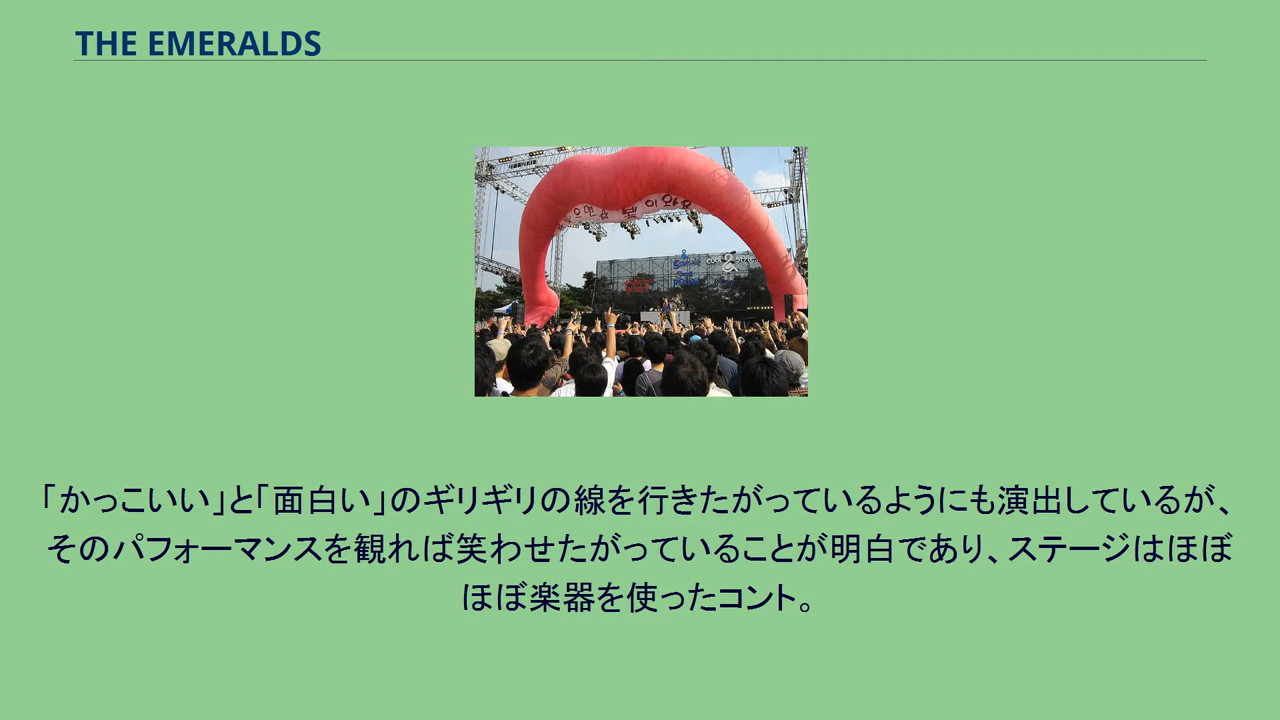 THE EMERALDS
「かっこいい」と「面白い」のギリギリの線を行きたがっているようにも演出しているが、
そのパフォーマンスを観れば笑わせたがっていることが明白であり、ステージはほぼ
ほぼ楽器を使ったコント。